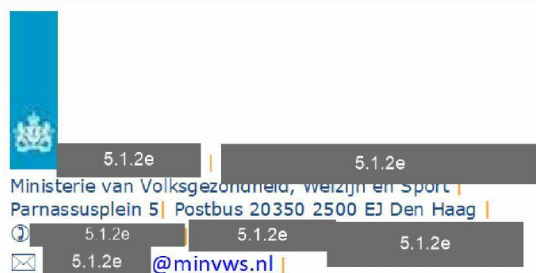 5.1.2e | 5.1.2e
Ministerie van Volksgezondheid, Welzijn en Sport |
Parnassusplein 5| Postbus 20350 2500 EJ Den Haag |
5.1.2e | 5.1.2e 5.1.2e
5.1.2e @minvws.nl |